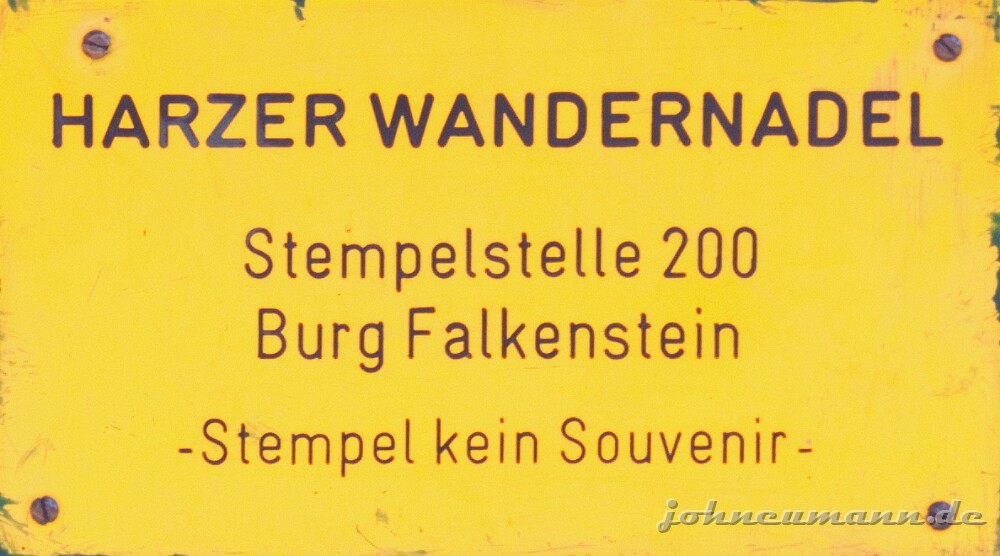 HARZER WANDERNADEL
Stempelstelle 200
Burg Falkenstein
-Stempel kein Souvenir-
johneumann.de